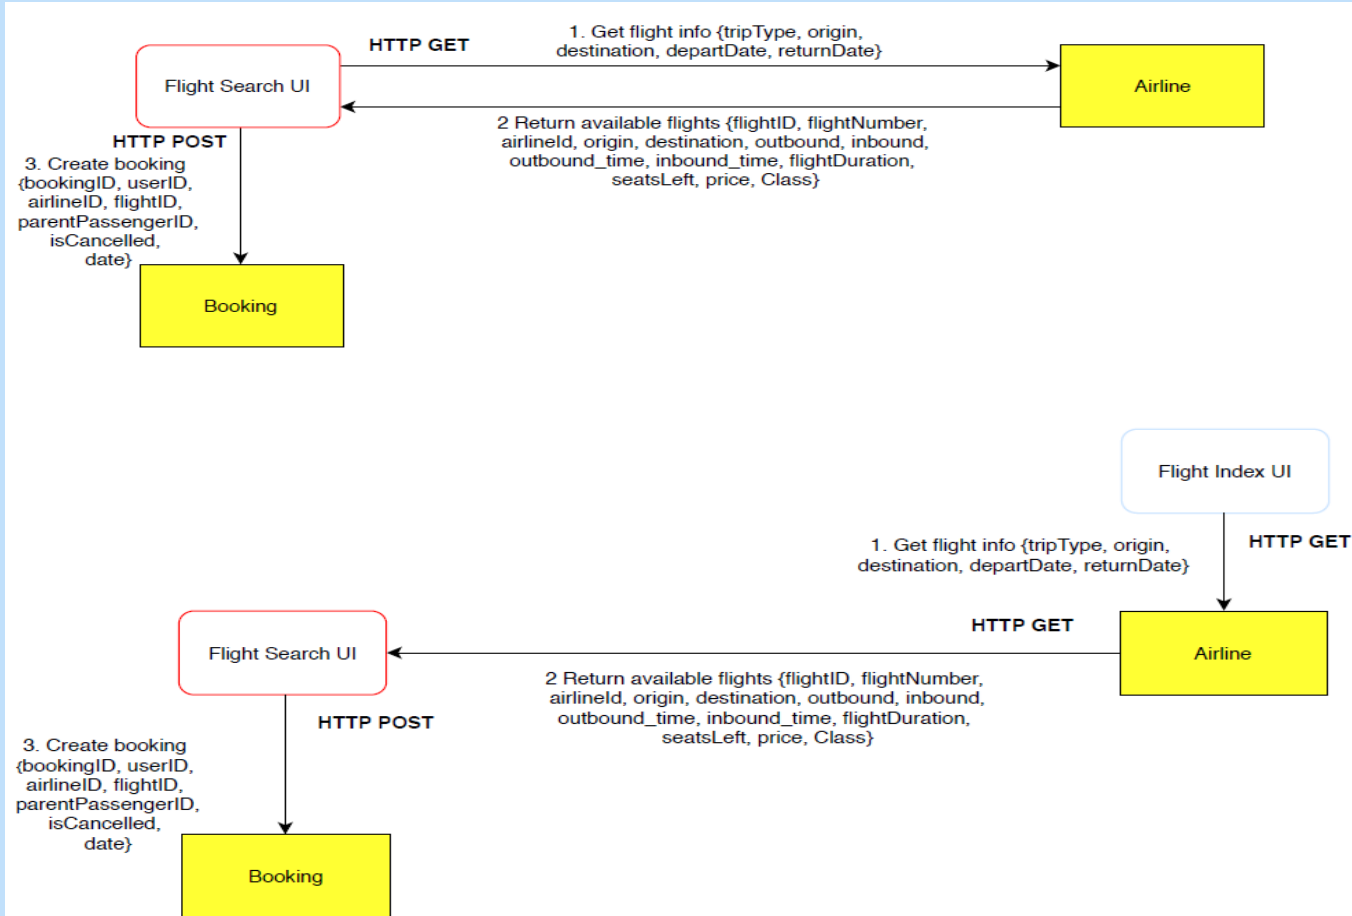 HTTP GET
1. Get flight info {tripType, origin,
destination, departDate, returnDate}
Flight Search UI
Airline
2 Return available flights {flightID, flightNumber,
airlineId, origin, destination, outbound, inbound,
outbound_time, inbound_time, flightDuration,
seatsLeft, price, Class}
HTTP POST
3. Create booking
{bookingID, userID,
airlineID, flightID,
parentPassengerID,
isCancelled,
date}
Booking
Flight Index UI
1. Get flight info {tripType, origin,
destination, departDate, returnDate}
HTTP GET
HTTP GET
Flight Search UI
Airline
2 Return available flights {flightID, flightNumber,
airlineId, origin, destination, outbound, inbound,
outbound_time, inbound_time, flightDuration,
seatsLeft, price, Class}
HTTP POST
3. Create booking
{bookingID, userID,
airlineID, flightID,
parentPassengerID,
isCancelled,
date}
Booking